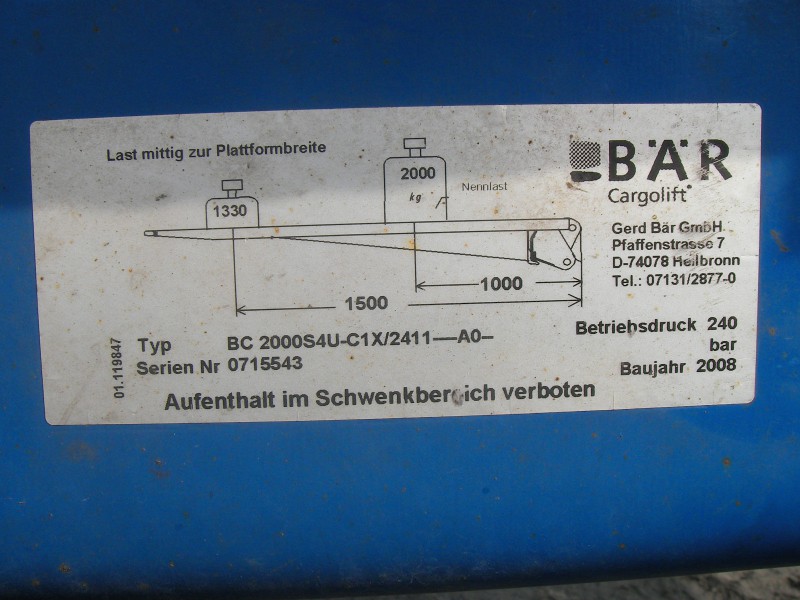 Last mittig zur Plattformbreite
2000
kg
Nennlast
1330
1000
1500
BÄR
Cargolift
Gerd Bär GmbH
Pfaffenstrasse 7
D-74078 Heilbronn
Tel.: 07131/2877-0
Typ BC 2000S4U-C1X/2411----A0--
Serien Nr 0715543
Betriebsdruck 240
bar
Baujahr 2008
Aufenthalt im Schwenkbereich verboten
01.119847